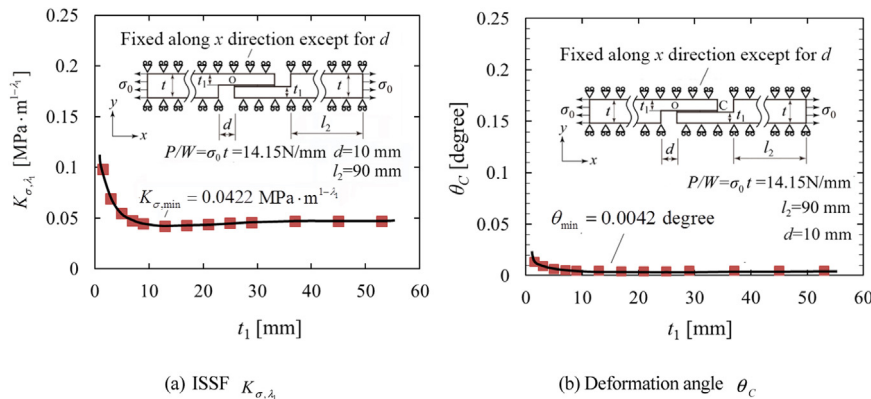 Fixed along x direction except for d
0.25
0.2
0.15
0.1
0.05
0
K_{σ,λ₁} [MPa·m^{1-λ₁}]
σ₀ t t₁ O t₁ t σ₀
y
x
d
l₂
P/W=σ₀ t=14.15N/mm d=10 mm
l₂=90 mm
K_{σ,min} = 0.0422 MPa·m^{1-λ₁}
0 10 20 30 40 50 60
t₁ [mm]
(a) ISSF K_{σ,λ₁}
Fixed along x direction except for d
0.25
0.2
0.15
0.1
0.05
0
θ_C [degree]
σ₀ t t₁ O C t₁ t σ₀
y
x
d
l₂
P/W=σ₀ t=14.15N/mm
l₂=90 mm
d=10 mm
θ_min = 0.0042 degree
0 10 20 30 40 50 60
t₁ [mm]
(b) Deformation angle θ_C